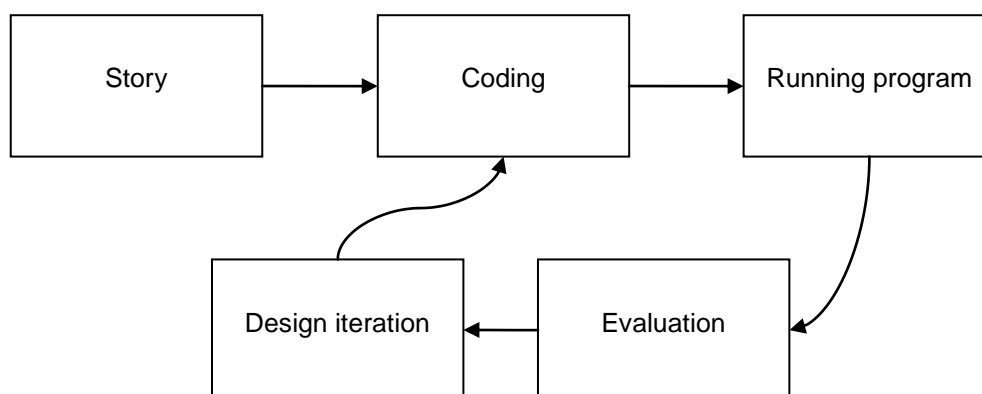 Story
Coding
Running program
Design iteration
Evaluation